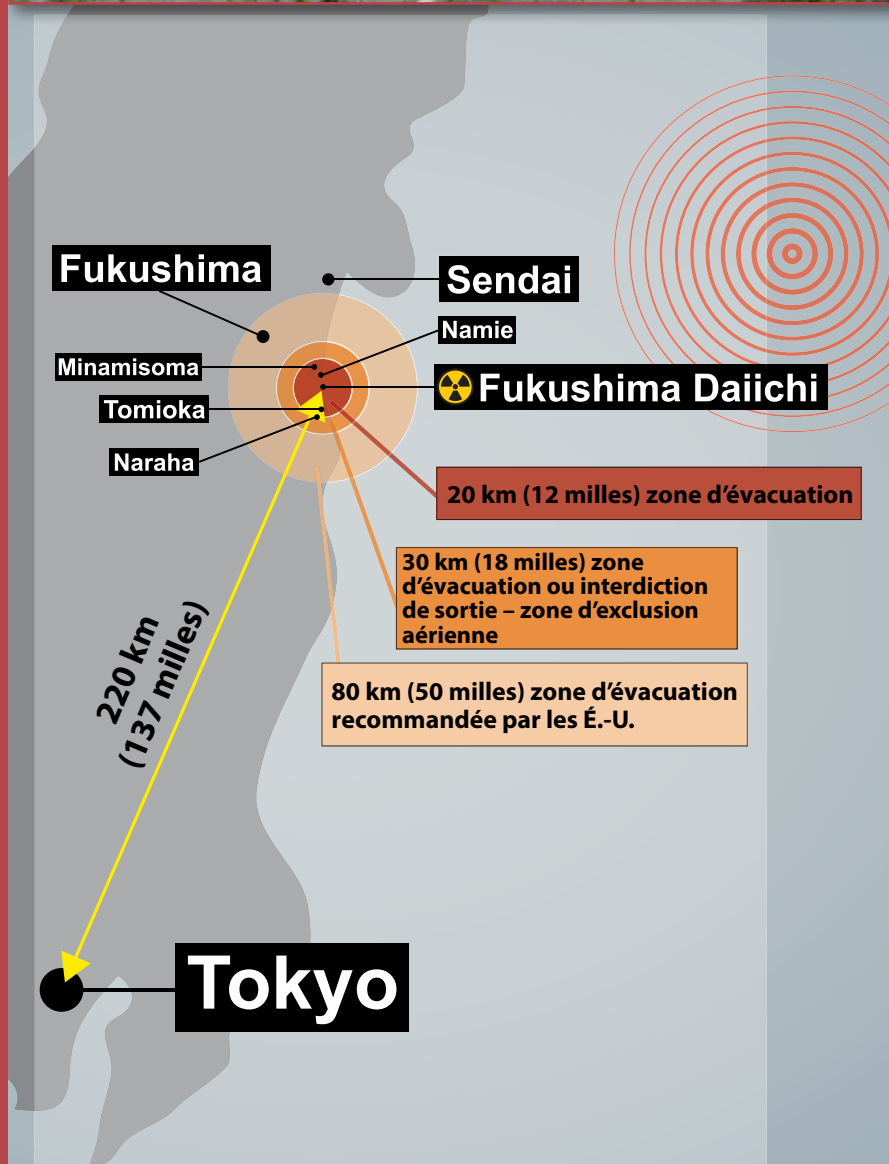 Fukushima
Sendai
Namie
Minamisoma
Fukushima Daiichi
Tomioka
Naraha
20 km (12 milles) zone d’évacuation
30 km (18 milles) zone
d’évacuation ou interdiction
de sortie – zone d’exclusion
aérienne
220 km
(137 milles)
80 km (50 milles) zone d’évacuation
recommandée par les É.-U.
Tokyo